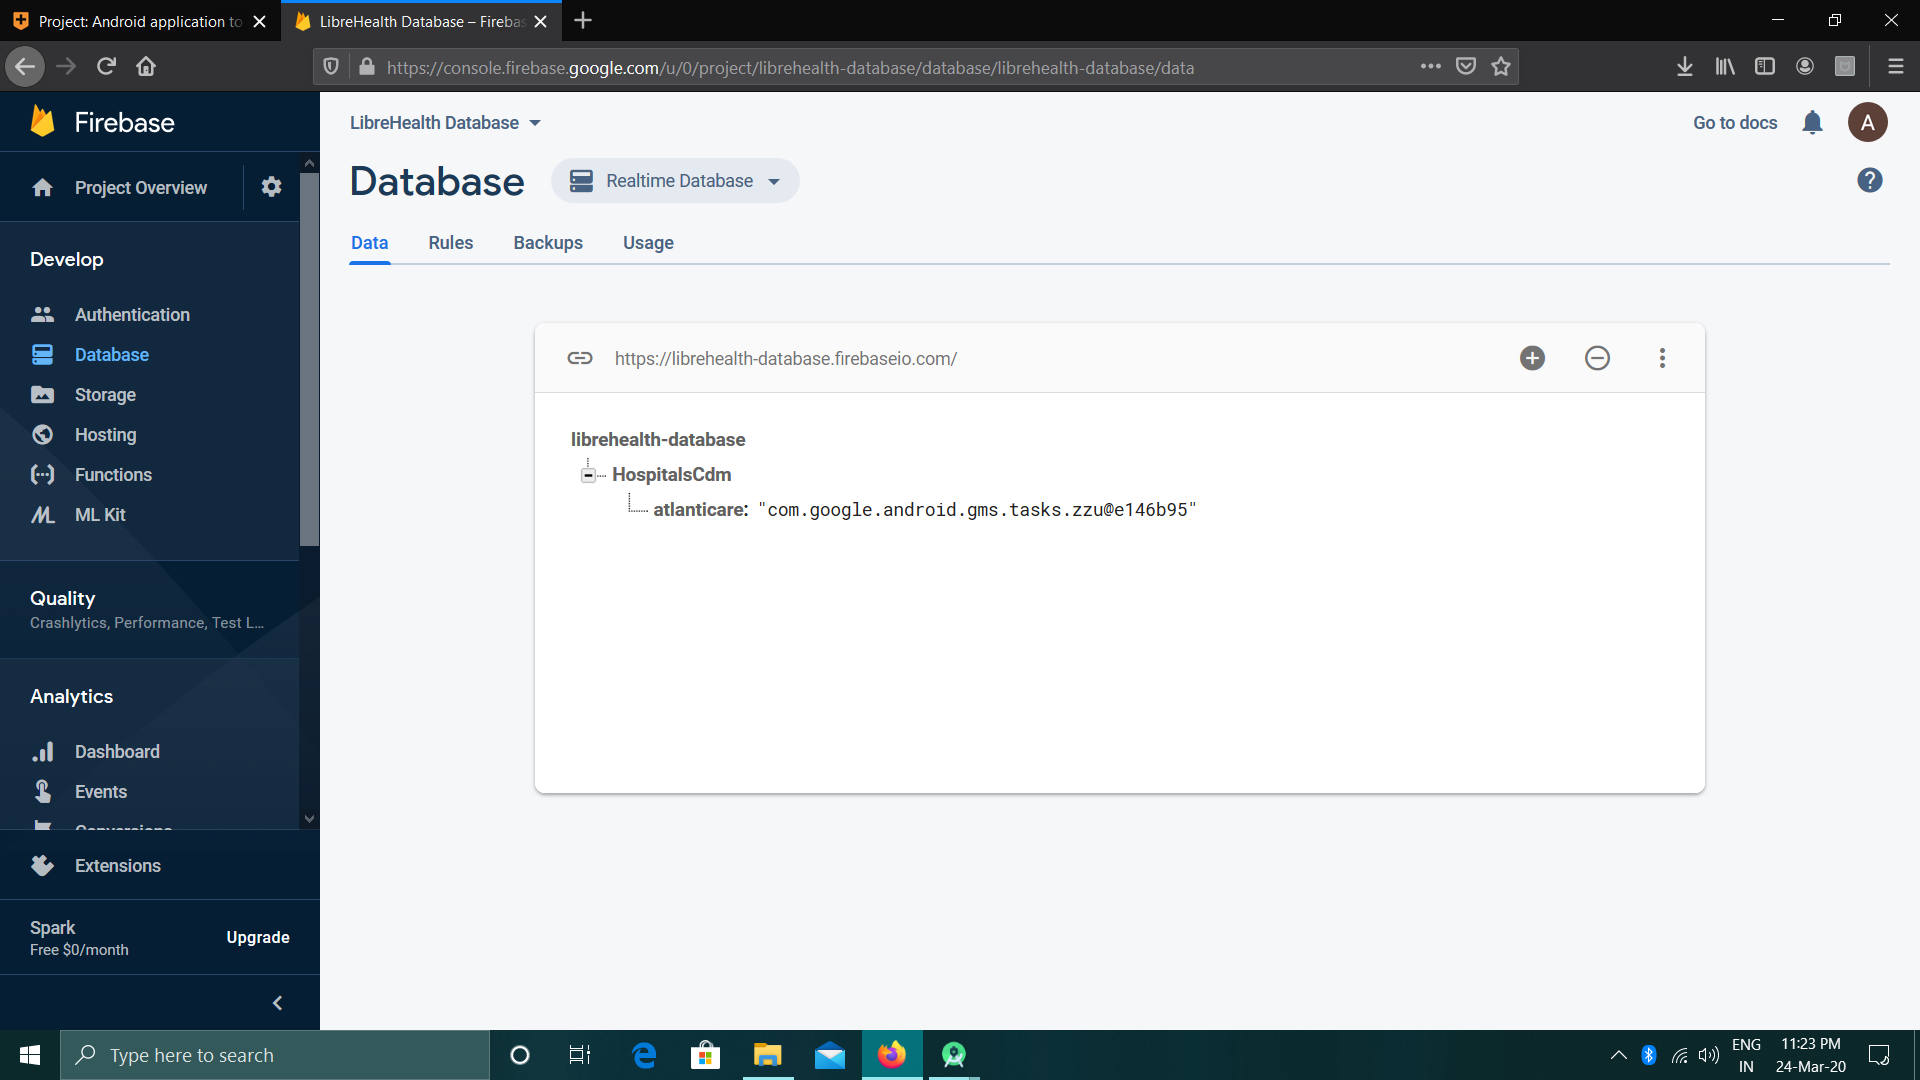 Project: Android application to
LibreHealth Database – Firebas
https://console.firebase.google.com/u/0/project/librehealth-database/database/librehealth-database/data
Firebase
LibreHealth Database
Go to docs
A
Project Overview
Database
Realtime Database
Data
Rules
Backups
Usage
Develop
Authentication
Database
Storage
Hosting
Functions
ML Kit
https://librehealth-database.firebaseio.com/
librehealth-database
HospitalsCdm
atlanticare: "com.google.android.gms.tasks.zzu@e146b95"
Quality
Crashlytics, Performance, Test L...
Analytics
Dashboard
Events
Conversions
Extensions
Spark
Free $0/month
Upgrade
Type here to search
ENG
IN
11:23 PM
24-Mar-20